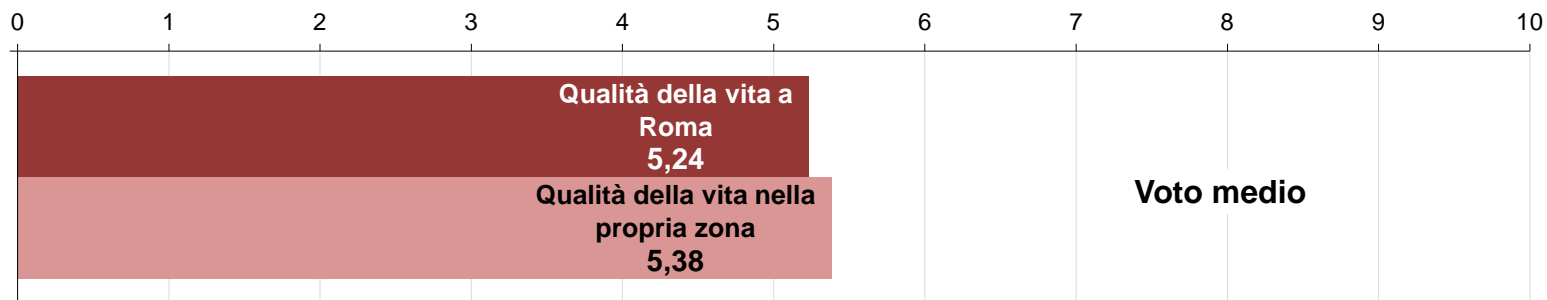 0 1 2 3 4 5 6 7 8 9 10
Qualità della vita a
Roma
5,24
Qualità della vita nella
propria zona
5,38
Voto medio